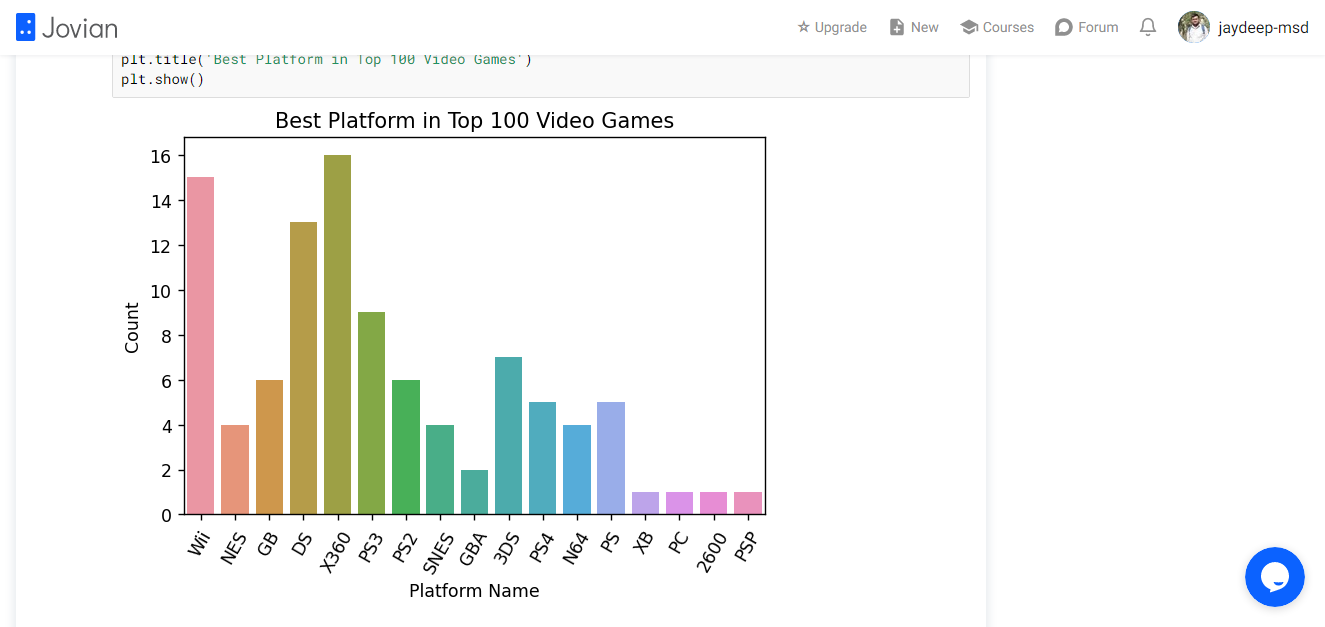 Jovian
Upgrade New Courses Forum jaydeep-msd
plt.title('Best Platform in Top 100 Video Games')
plt.show()
Best Platform in Top 100 Video Games
16
14
12
10
8
6
4
2
0
Count
Wii NES GB DS X360 PS3 PS2 SNES GBA 3DS PS4 N64 PS XB PC 2600 PSP
Platform Name